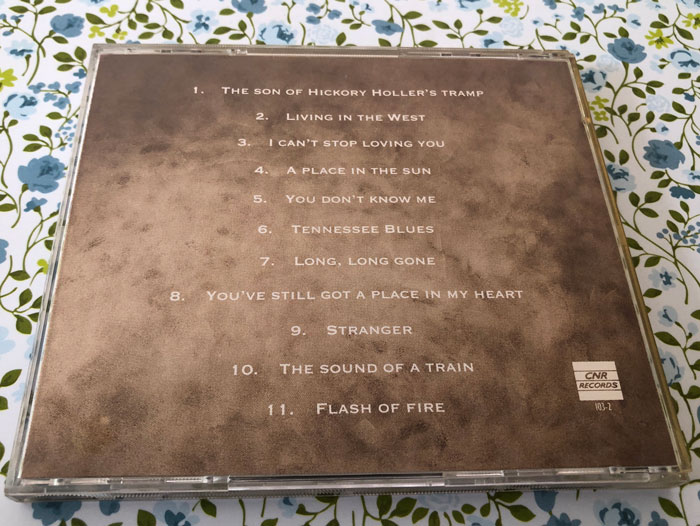 1. The son of Hickory Holler's tramp
2. Living in the West
3. I can't stop loving you
4. A place in the sun
5. You don't know me
6. Tennessee Blues
7. Long, long gone
8. You've still got a place in my heart
9. Stranger
10. The sound of a train
11. Flash of fire
CNR
RECORDS
103-2